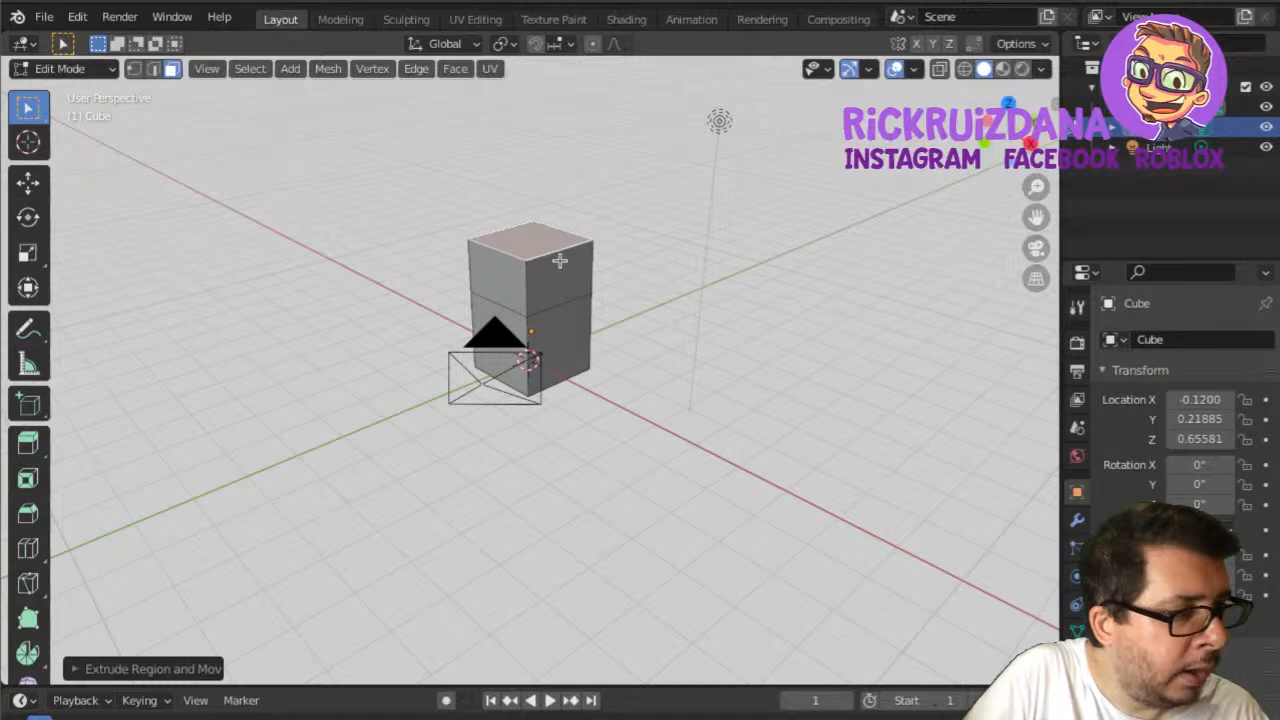 File Edit Render Window Help Layout Modeling Sculpting UV Editing Texture Paint Shading Animation Rendering Compositing Scene
Global X Y Z Options
Edit Mode View Select Add Mesh Vertex Edge Face UV
User Perspective
(1) Cube
Z
X
RiCKRUiZDANA
INSTAGRAM FACEBOOK ROBLOX
Light
Cube
Cube
Transform
Location X -0.1200
Y 0.21885
Z 0.65581
Rotation X 0°
Y 0°
0°
Extrude Region and Mov
Playback Keying View Marker 1 Start 1